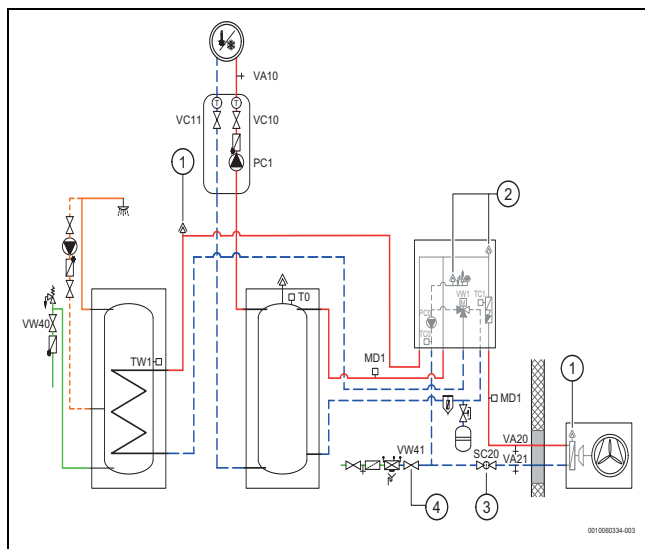 VA10
T
T
VC11
VC10
PC1
1
2
VW40
TW1
T0
MD1
M
VW1
TC1
PC0
TC0
MD1
1
VA20
VA21
VW41
SC20
4
3
0010060334-003